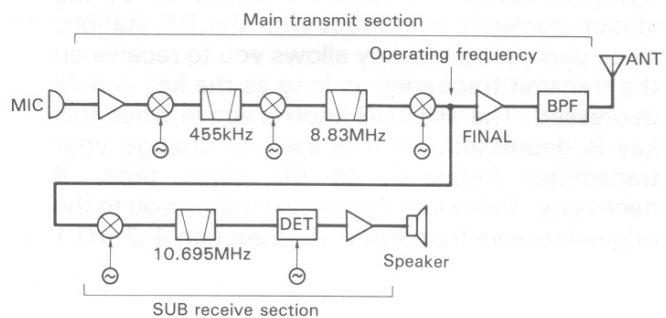 Main transmit section
Operating frequency
ANT
MIC
455kHz
8.83MHz
FINAL
BPF
10.695MHz
DET
Speaker
SUB receive section